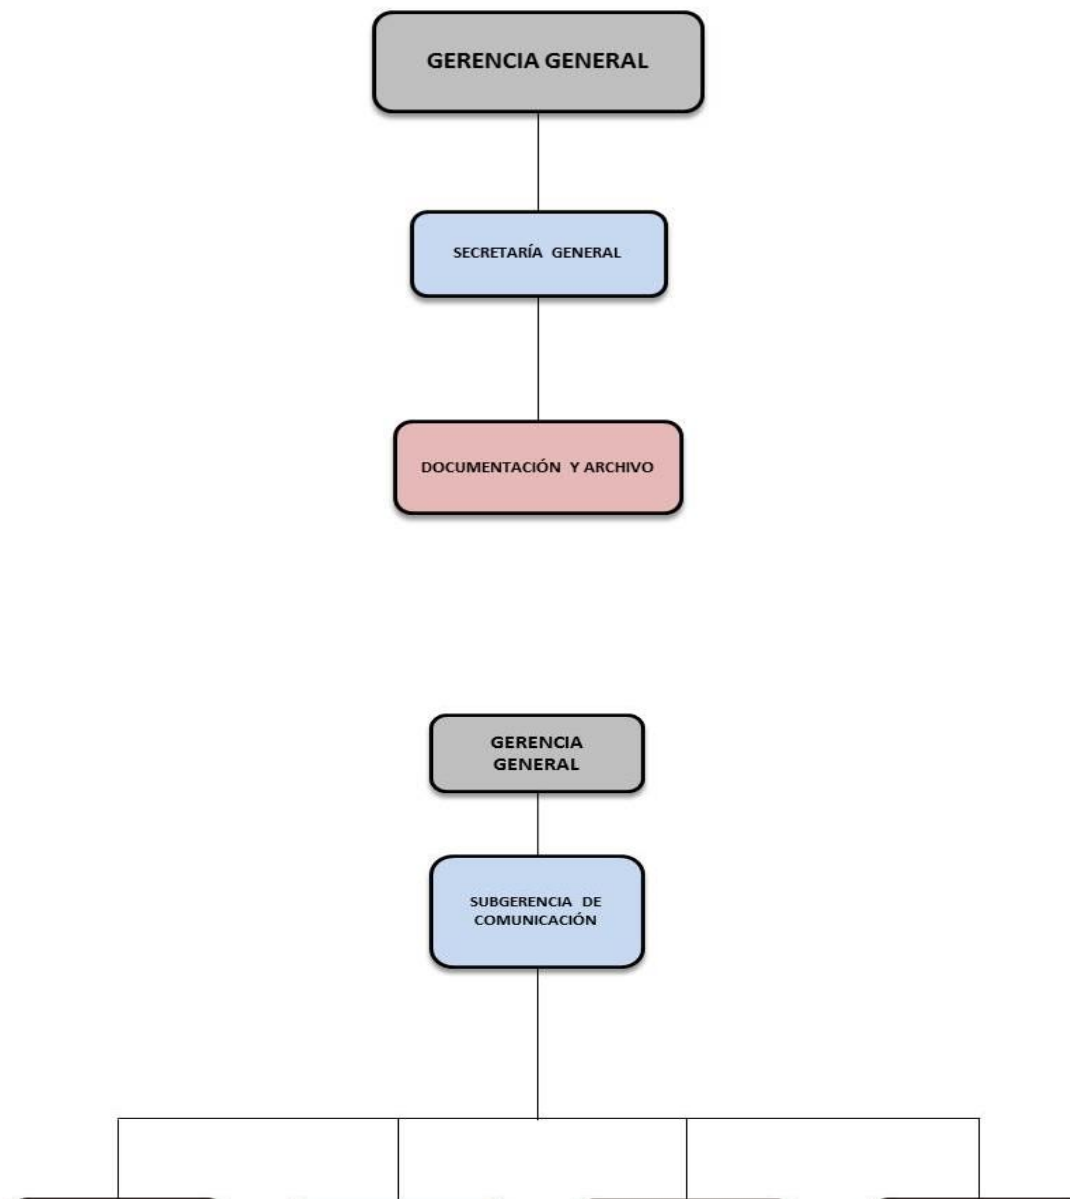 GERENCIA GENERAL
SECRETARÍA GENERAL
DOCUMENTACIÓN Y ARCHIVO
GERENCIA
GENERAL
SUBGERENCIA DE
COMUNICACIÓN